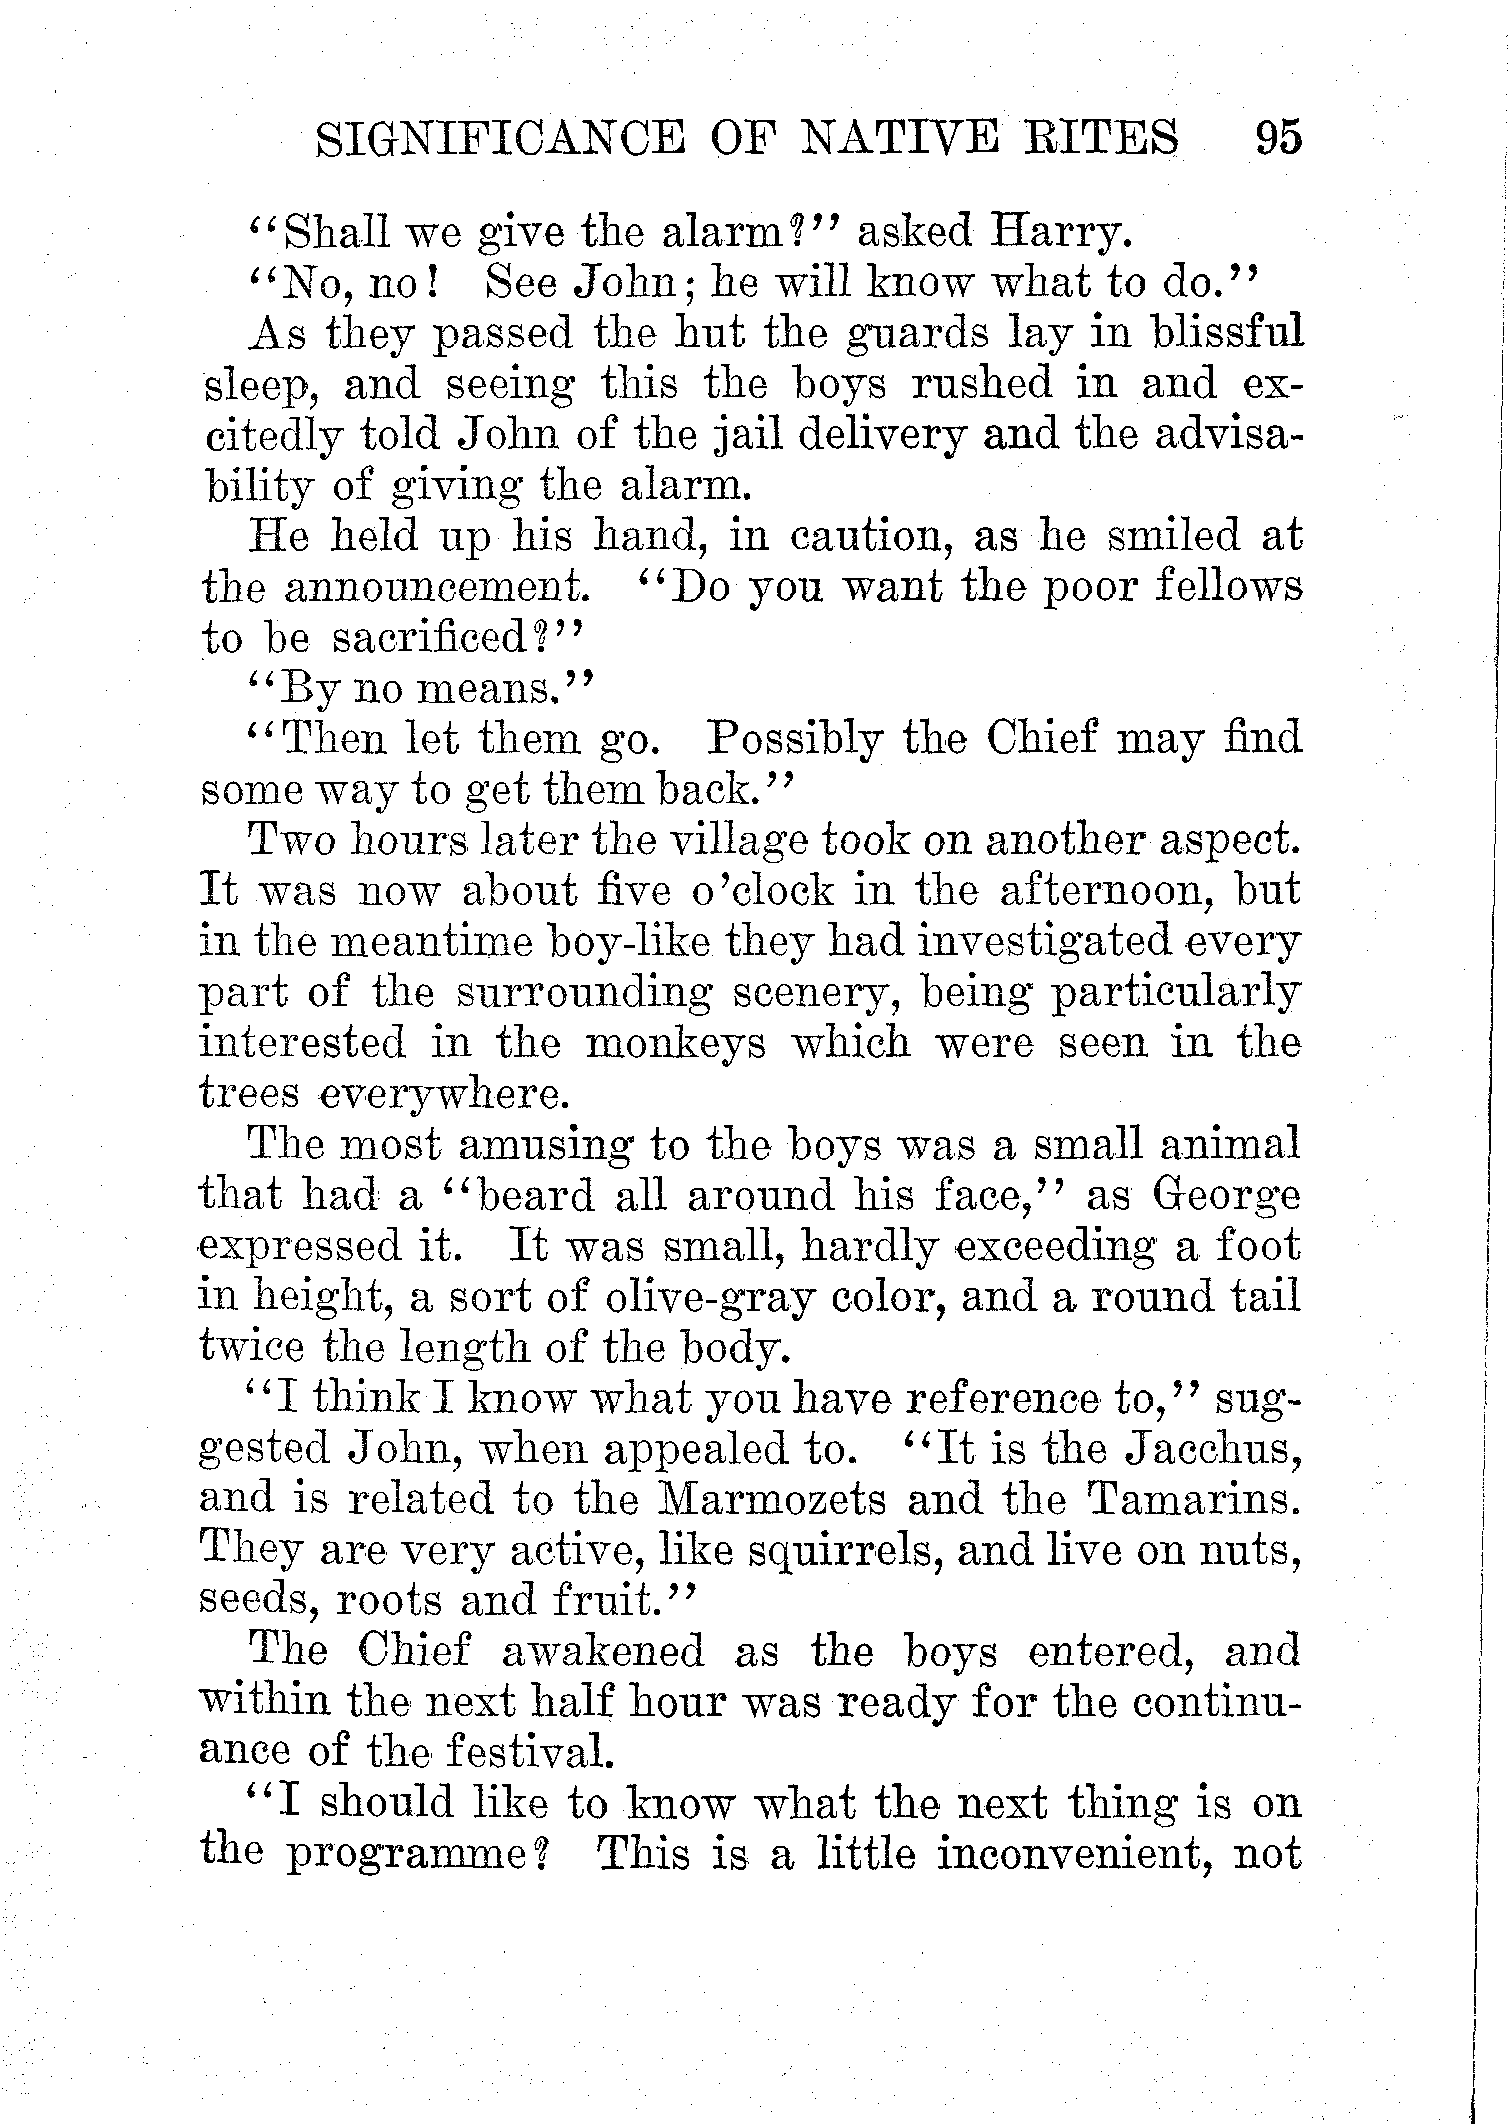 SIGNIFICANCE OF NATIVE RITES 95
"Shall we give the alarm?" asked Harry.
"No, no! See John; he will know what to do."
As they passed the hut the guards lay in blissful
sleep, and seeing this the boys rushed in and ex-
citedly told John of the jail delivery and the advisa-
bility of giving the alarm.
He held up his hand, in caution, as he smiled at
the announcement. "Do you want the poor fellows
to be sacrificed?"
"By no means."
"Then let them go. Possibly the Chief may find
some way to get them back."
Two hours later the village took on another aspect.
It was now about five o'clock in the afternoon, but
in the meantime boy-like they had investigated every
part of the surrounding scenery, being particularly
interested in the monkeys which were seen in the
trees everywhere.
The most amusing to the boys was a small animal
that had a "beard all around his face," as George
expressed it. It was small, hardly exceeding a foot
in height, a sort of olive-gray color, and a round tail
twice the length of the body.
"I think I know what you have reference to," sug-
gested John, when appealed to. "It is the Jacchus,
and is related to the Marmozets and the Tamarins.
They are very active, like squirrels, and live on nuts,
seeds, roots and fruit."
The Chief awakened as the boys entered, and
within the next half hour was ready for the continu-
ance of the festival.
"I should like to know what the next thing is on
the programme? This is a little inconvenient, not